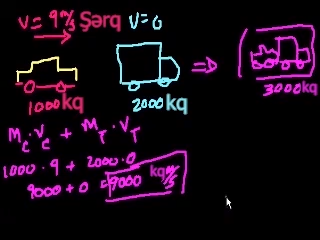 V = 9 m/s Şərq V = 0
1000 kq 2000 kq ⇒ 3000 kq
M_C · V_C + M_T · V_T
1000 · 9 + 2000 · 0
9000 + 0 = 9000 kq m/s